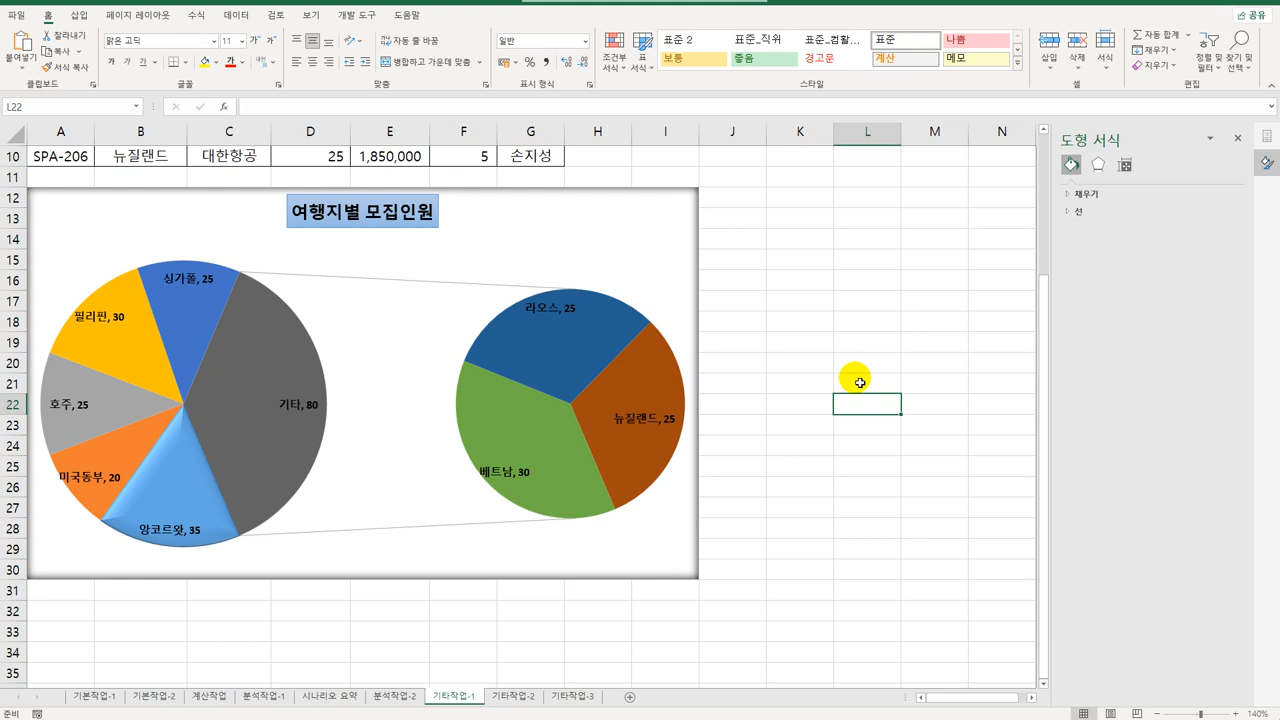 파일 홈 삽입 페이지 레이아웃 수식 데이터 검토 보기 개발 도구 도움말 공유
붙여넣기 잘라내기 복사 서식 복사 클립보드
맑은 고딕 11 가 가 가 글꼴
자동 줄 바꿈 병합하고 가운데 맞춤 맞춤
일반 % 표시 형식
조건부 서식 표 서식
표준 2 표준_직위 표준_컴활... 표준 나쁨
보통 좋음 경고문 계산 메모
스타일
삽입 삭제 서식 셀
자동 합계 채우기 지우기 정렬 및 필터 찾기 및 선택 편집
L22 fx
A B C D E F G H I J K L M N
10 SPA-206 뉴질랜드 대한항공 25 1,850,000 5 손지성
11
12
13
14
15
16
17
18
19
20
21
22
23
24
25
26
27
28
29
30
31
32
33
34
35
여행지별 모집인원
싱가폴, 25
필리핀, 30
호주, 25
미국동부, 20
앙코르왓, 35
기타, 80
라오스, 25
뉴질랜드, 25
베트남, 30
도형 서식
채우기
선
기본작업-1 기본작업-2 계산작업 분석작업-1 시나리오 요약 분석작업-2 기타작업-1 기타작업-2 기타작업-3
준비 140%